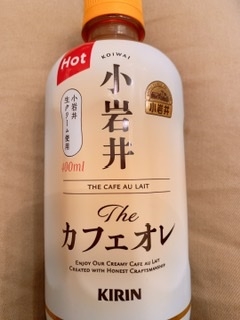 Hot
KOIWAI
小岩井
小岩井
小岩井
生クリーム使用
400ml
THE CAFE AU LAIT
The
カフェオレ
ENJOY OUR CREAMY CAFE AU LAIT
CREATED WITH HONEST CRAFTSMANSHIP
KIRIN